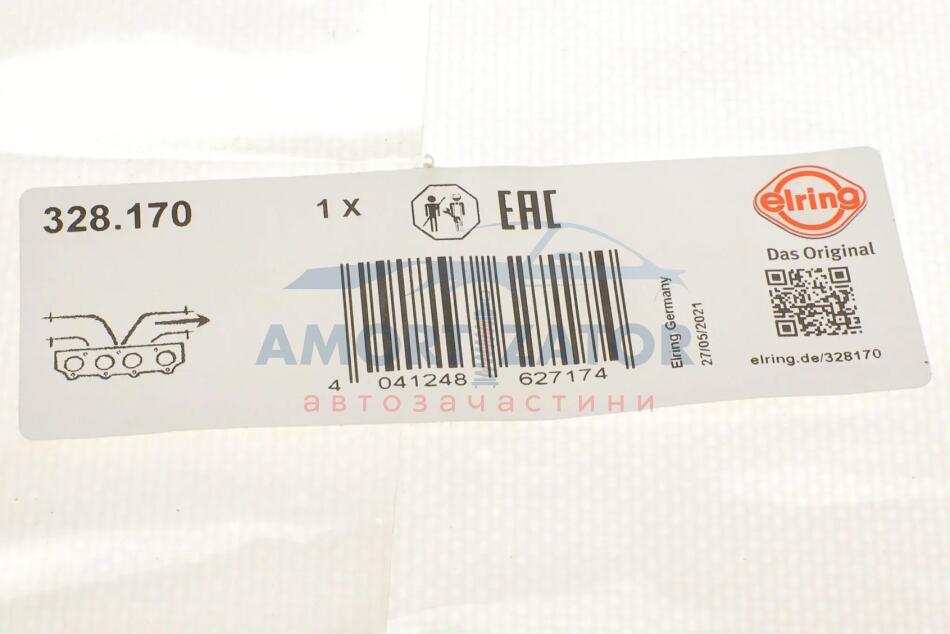 328.170
1 X
EAC
elring
Das Original
AMORTIZATOR
автозачастини
4 041248 627174
Elring Germany
27/05/2021
elring.de/328170